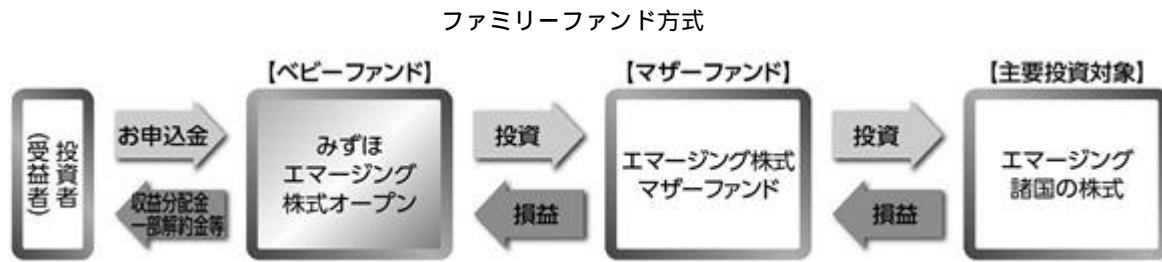 ファミリーファンド方式
【ベビーファンド】
【マザーファンド】
【主要投資対象】
投資者
(受益者)
お申込金
収益分配金
一部解約金等
みずほ
エマージング
株式オープン
投資
損益
エマージング株式
マザーファンド
投資
損益
エマージング
諸国の株式